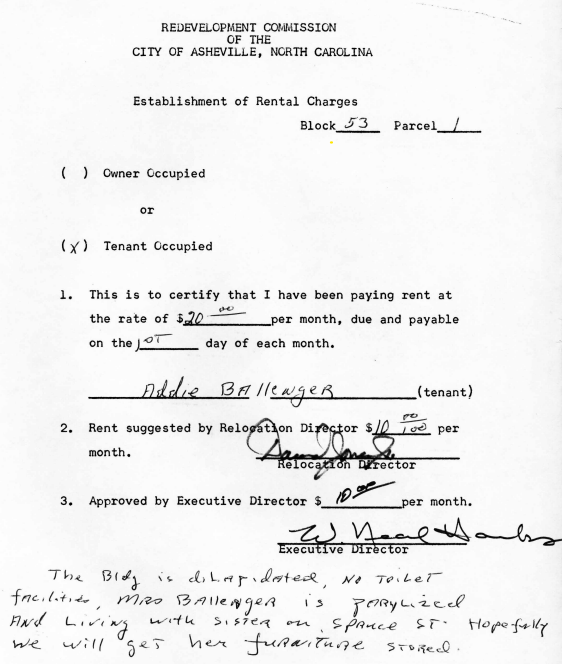 REDEVELOPMENT COMMISSION
OF THE
CITY OF ASHEVILLE, NORTH CAROLINA
Establishment of Rental Charges
Block 53 Parcel 1
( ) Owner Occupied
or
(X) Tenant Occupied
1. This is to certify that I have been paying rent at
the rate of $20 00 per month, due and payable
on the 1ST day of each month.
Addie BAllenger (tenant)
2. Rent suggested by Relocation Director $10 00/100 per
month.
Relocation Director
3. Approved by Executive Director $ 10 00 per month.
W. Neal Hanks
Executive Director
The Bldg is dilapidated, NO TOILET
facilities, MRS BAllenger is PARYLIZED
And Living with SISTER on SPRUCE ST- Hopefully
we will get her furniture STORED.